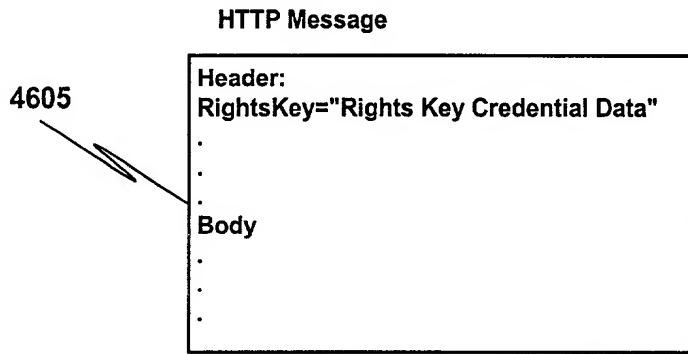 HTTP Message
4605
Header:
RightsKey="Rights Key Credential Data"
.
.
.
Body
.
.
.